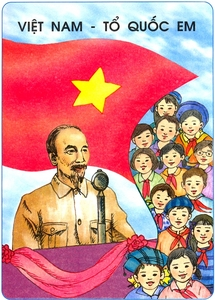 VIỆT NAM - TỔ QUỐC EM